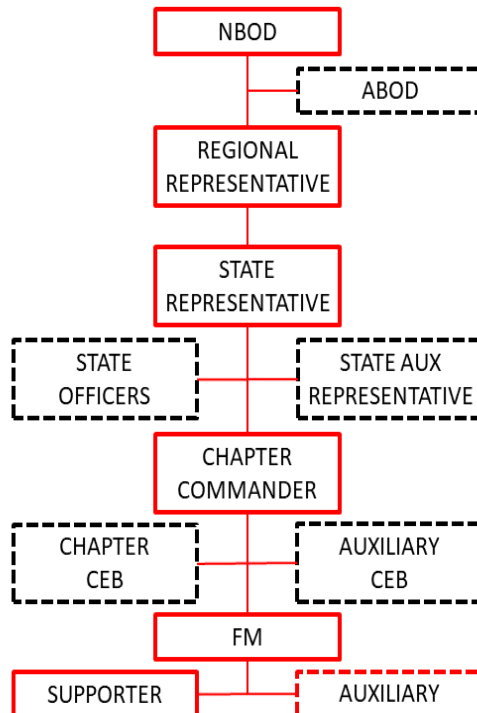 NBOD
ABOD
REGIONAL
REPRESENTATIVE
STATE
REPRESENTATIVE
STATE
OFFICERS
STATE AUX
REPRESENTATIVE
CHAPTER
COMMANDER
CHAPTER
CEB
AUXILIARY
CEB
FM
SUPPORTER
AUXILIARY